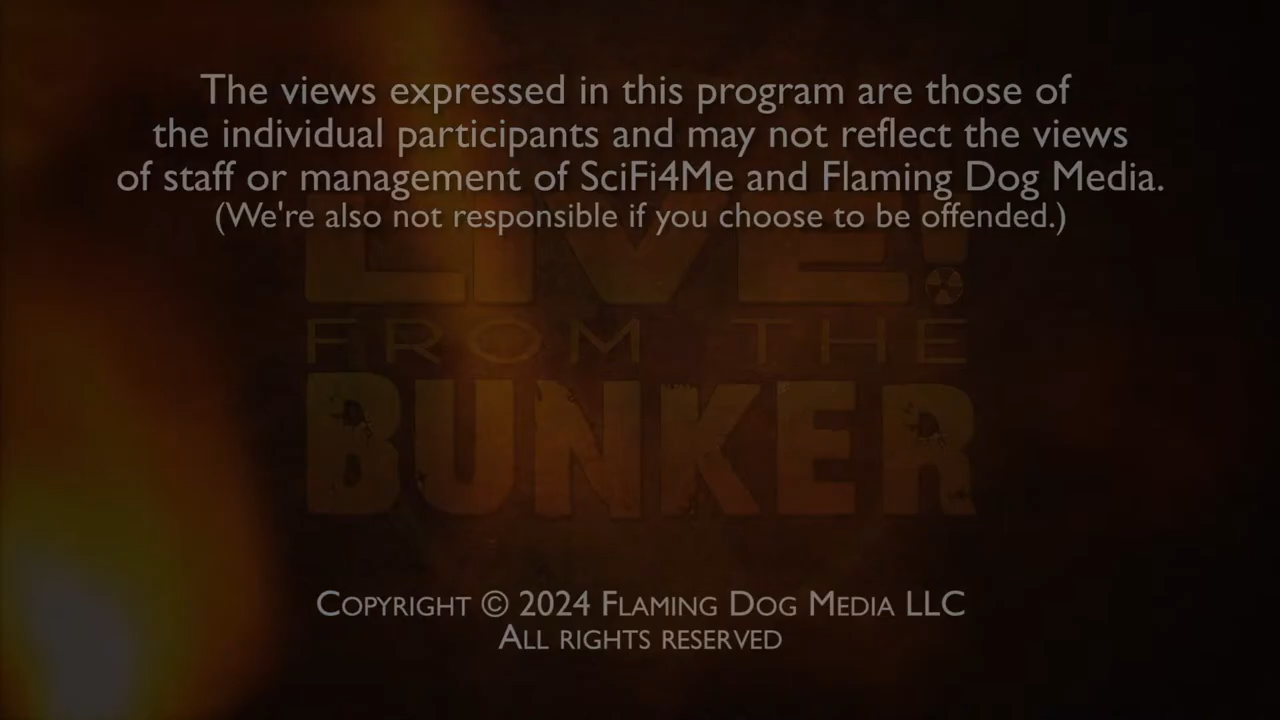 The views expressed in this program are those of
the individual participants and may not reflect the views
of staff or management of SciFi4Me and Flaming Dog Media.
(We're also not responsible if you choose to be offended.)
LIVE!
FROM THE
BUNKER
COPYRIGHT © 2024 FLAMING DOG MEDIA LLC
ALL RIGHTS RESERVED